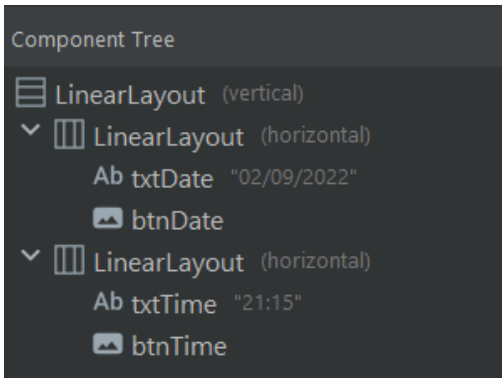 Component Tree
LinearLayout (vertical)
LinearLayout (horizontal)
Ab txtDate "02/09/2022"
btnDate
LinearLayout (horizontal)
Ab txtTime "21:15"
btnTime